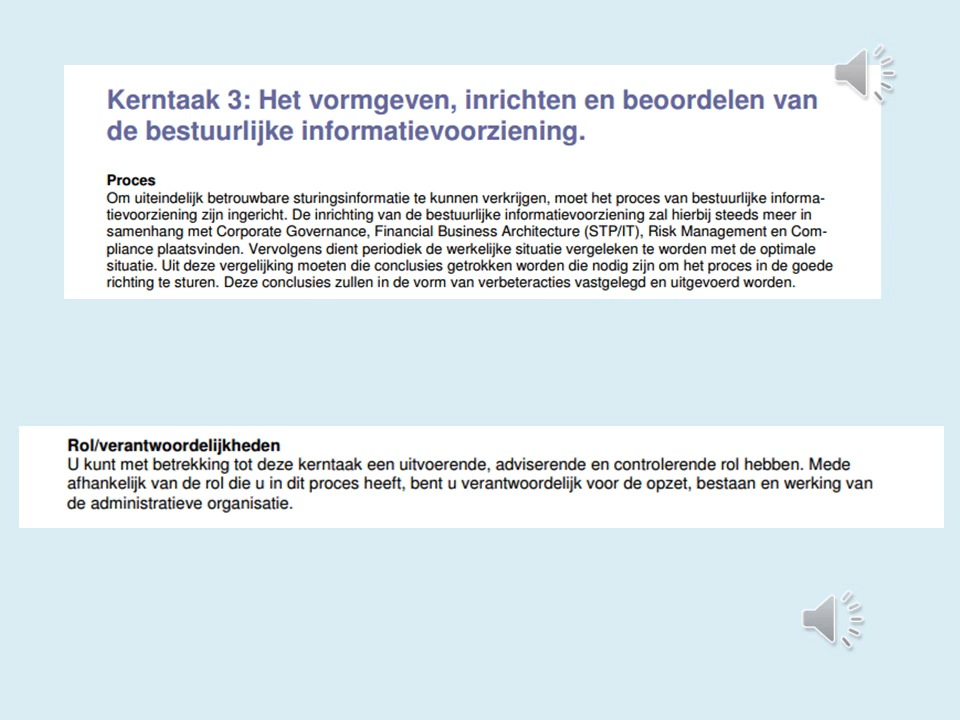 Kerntaak 3: Het vormgeven, inrichten en beoordelen van
de bestuurlijke informatievoorziening.
Proces
Om uiteindelijk betrouwbare sturingsinformatie te kunnen verkrijgen, moet het proces van bestuurlijke informa-
tievoorziening zijn ingericht. De inrichting van de bestuurlijke informatievoorziening zal hierbij steeds meer in
samenhang met Corporate Governance, Financial Business Architecture (STP/IT), Risk Management en Com-
pliance plaatsvinden. Vervolgens dient periodiek de werkelijke situatie vergeleken te worden met de optimale
situatie. Uit deze vergelijking moeten die conclusies getrokken worden die nodig zijn om het proces in de goede
richting te sturen. Deze conclusies zullen in de vorm van verbeteracties vastgelegd en uitgevoerd worden.
Rol/verantwoordelijkheden
U kunt met betrekking tot deze kerntaak een uitvoerende, adviserende en controlerende rol hebben. Mede
afhankelijk van de rol die u in dit proces heeft, bent u verantwoordelijk voor de opzet, bestaan en werking van
de administratieve organisatie.